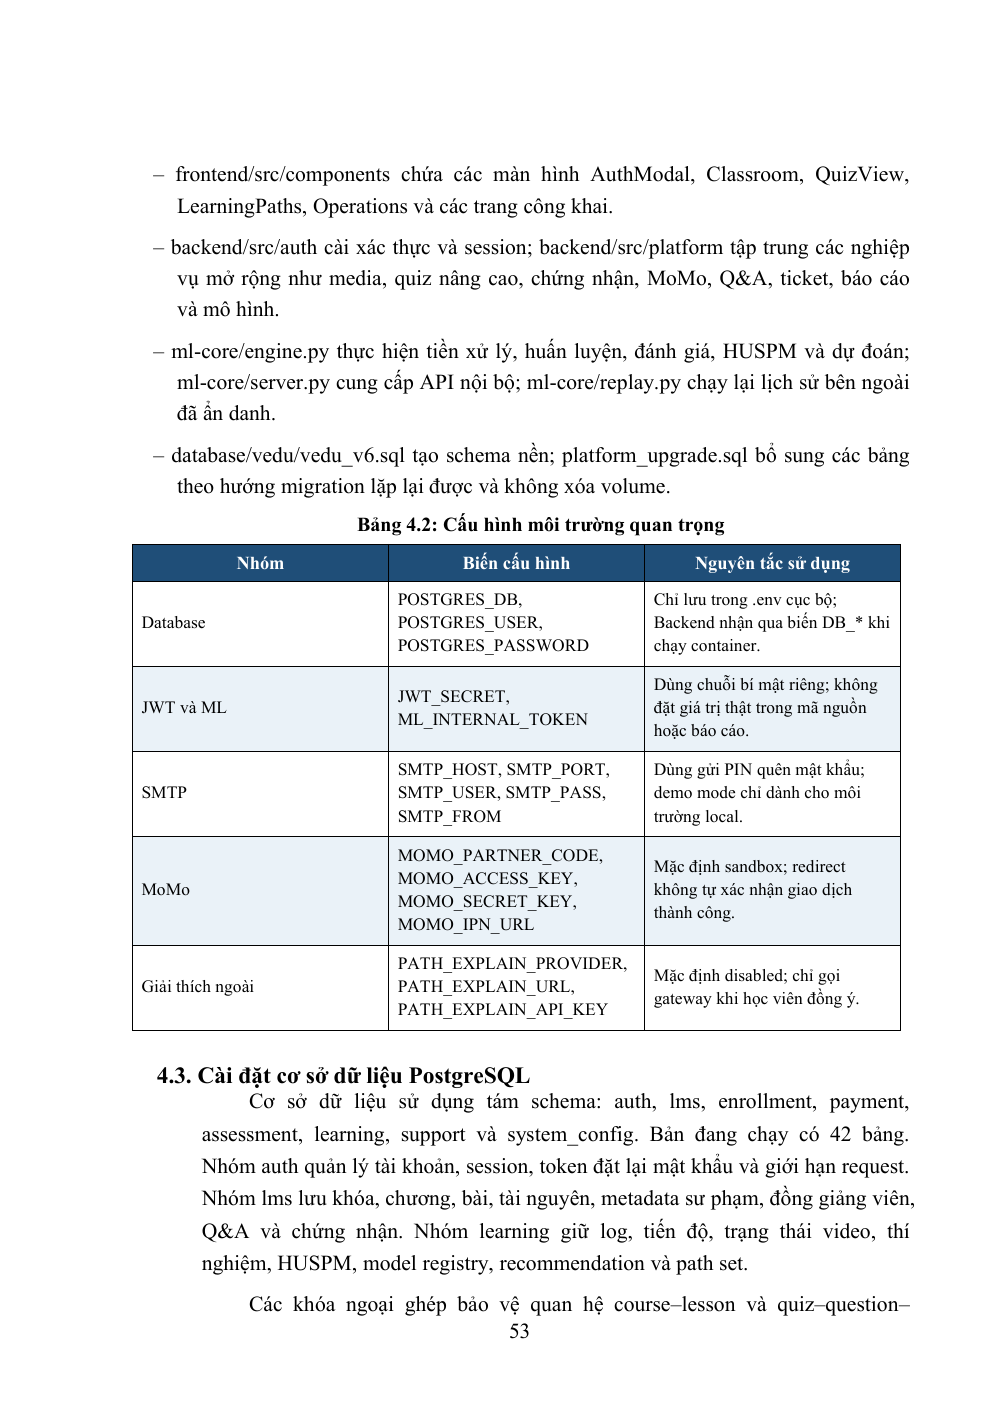 – frontend/src/components chứa các màn hình AuthModal, Classroom, QuizView,
LearningPaths, Operations và các trang công khai.
– backend/src/auth cài xác thực và session; backend/src/platform tập trung các nghiệp
vụ mở rộng như media, quiz nâng cao, chứng nhận, MoMo, Q&A, ticket, báo cáo
và mô hình.
– ml-core/engine.py thực hiện tiền xử lý, huấn luyện, đánh giá, HUSPM và dự đoán;
ml-core/server.py cung cấp API nội bộ; ml-core/replay.py chạy lại lịch sử bên ngoài
đã ẩn danh.
– database/vedu/vedu_v6.sql tạo schema nền; platform_upgrade.sql bổ sung các bảng
theo hướng migration lặp lại được và không xóa volume.
Bảng 4.2: Cấu hình môi trường quan trọng
Nhóm Biến cấu hình Nguyên tắc sử dụng
Database
POSTGRES_DB,
POSTGRES_USER,
POSTGRES_PASSWORD
Chỉ lưu trong .env cục bộ;
Backend nhận qua biến DB_* khi
chạy container.
JWT và ML
JWT_SECRET,
ML_INTERNAL_TOKEN
Dùng chuỗi bí mật riêng; không
đặt giá trị thật trong mã nguồn
hoặc báo cáo.
SMTP
SMTP_HOST, SMTP_PORT,
SMTP_USER, SMTP_PASS,
SMTP_FROM
Dùng gửi PIN quên mật khẩu;
demo mode chỉ dành cho môi
trường local.
MoMo
MOMO_PARTNER_CODE,
MOMO_ACCESS_KEY,
MOMO_SECRET_KEY,
MOMO_IPN_URL
Mặc định sandbox; redirect
không tự xác nhận giao dịch
thành công.
Giải thích ngoài
PATH_EXPLAIN_PROVIDER,
PATH_EXPLAIN_URL,
PATH_EXPLAIN_API_KEY
Mặc định disabled; chỉ gọi
gateway khi học viên đồng ý.
4.3. Cài đặt cơ sở dữ liệu PostgreSQL
Cơ sở dữ liệu sử dụng tám schema: auth, lms, enrollment, payment,
assessment, learning, support và system_config. Bản đang chạy có 42 bảng.
Nhóm auth quản lý tài khoản, session, token đặt lại mật khẩu và giới hạn request.
Nhóm lms lưu khóa, chương, bài, tài nguyên, metadata sư phạm, đồng giảng viên,
Q&A và chứng nhận. Nhóm learning giữ log, tiến độ, trạng thái video, thí
nghiệm, HUSPM, model registry, recommendation và path set.
Các khóa ngoại ghép bảo vệ quan hệ course–lesson và quiz–question–
53